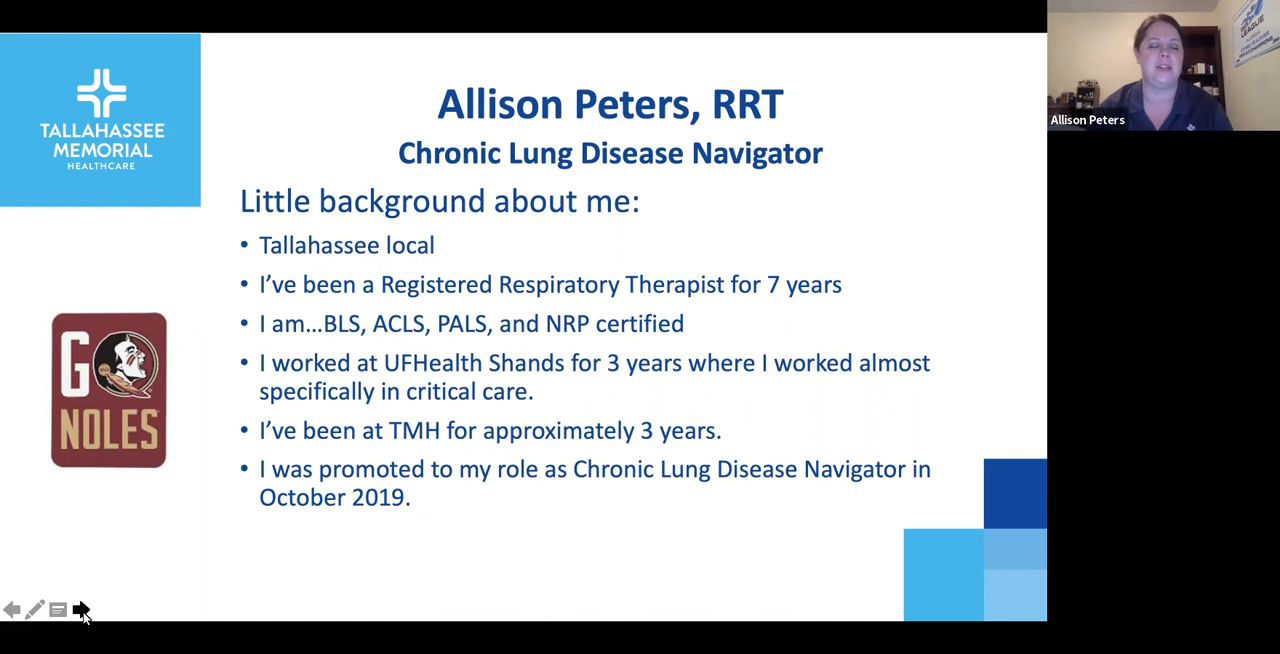 TALLAHASSEE
MEMORIAL
HEALTHCARE
Allison Peters, RRT
Chronic Lung Disease Navigator
Little background about me:
• Tallahassee local
• I've been a Registered Respiratory Therapist for 7 years
• I am…BLS, ACLS, PALS, and NRP certified
• I worked at UFHealth Shands for 3 years where I worked almost
specifically in critical care.
• I've been at TMH for approximately 3 years.
• I was promoted to my role as Chronic Lung Disease Navigator in
October 2019.
GO
NOLES
LEAGUE
Allison Peters